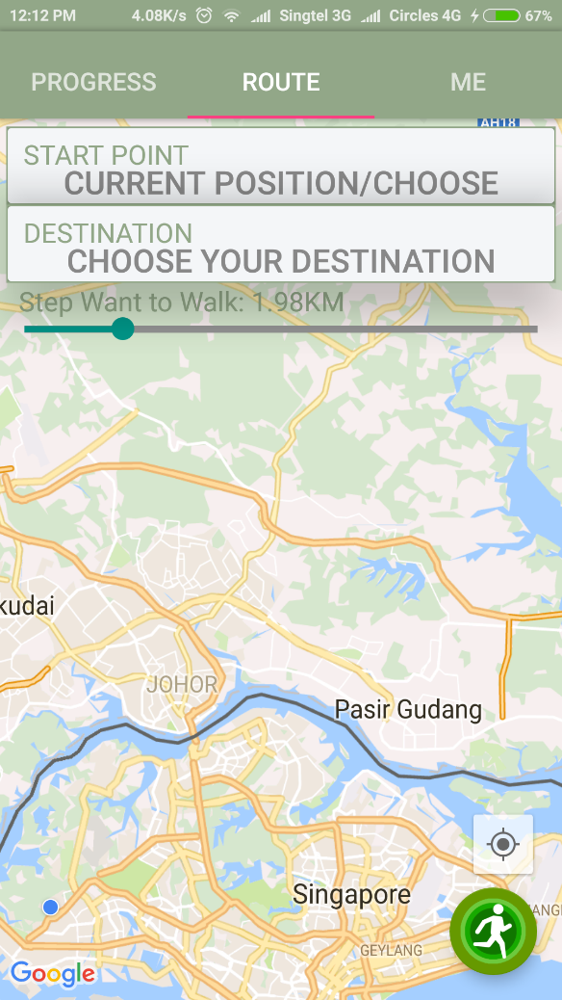 12:12 PM 4.08K/s Singtel 3G Circles 4G 67%
PROGRESS ROUTE ME
AH18
START POINT
CURRENT POSITION/CHOOSE
DESTINATION
CHOOSE YOUR DESTINATION
Step Want to Walk: 1.98KM
kudai
JOHOR
Pasir Gudang
Singapore
ANG
GEYLANG
Google